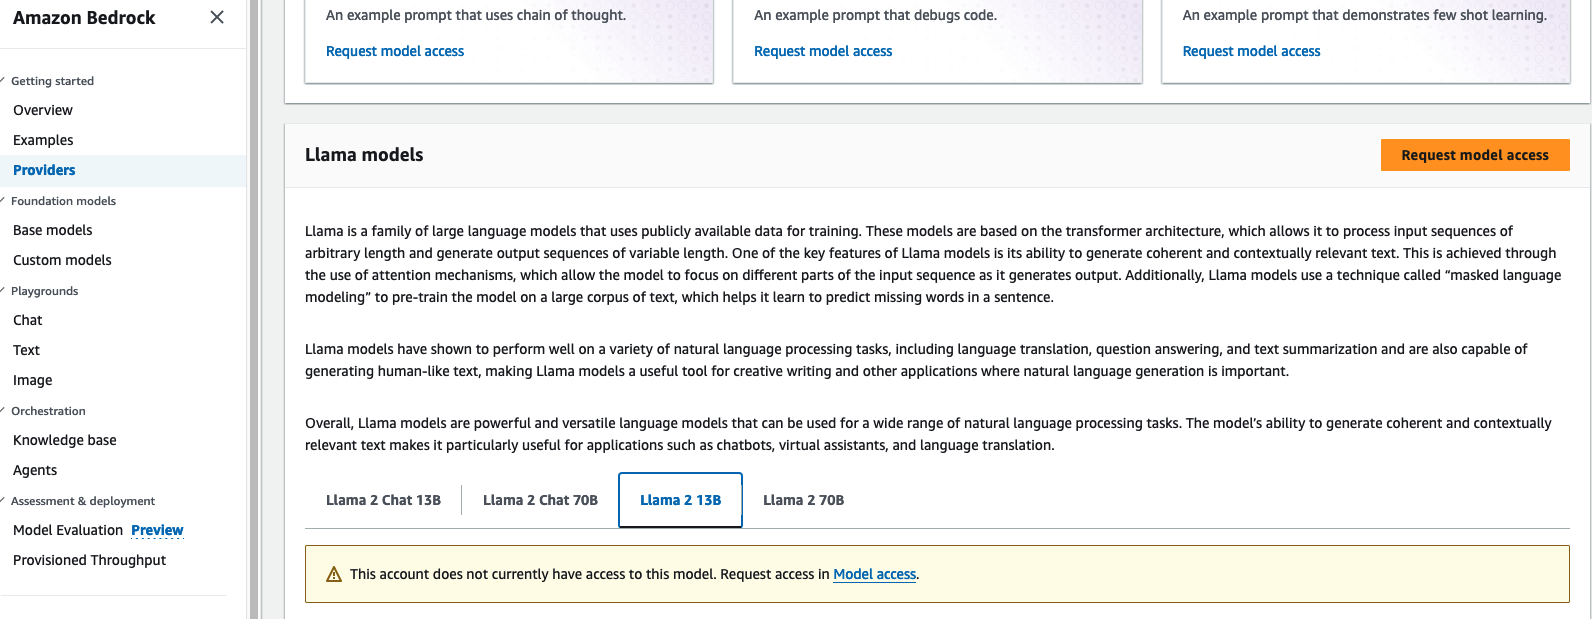 Amazon Bedrock
Getting started
Overview
Examples
Providers
Foundation models
Base models
Custom models
Playgrounds
Chat
Text
Image
Orchestration
Knowledge base
Agents
Assessment & deployment
Model Evaluation Preview
Provisioned Throughput
An example prompt that uses chain of thought.
Request model access
An example prompt that debugs code.
Request model access
An example prompt that demonstrates few shot learning.
Request model access
Llama models
Request model access
Llama is a family of large language models that uses publicly available data for training. These models are based on the transformer architecture, which allows it to process input sequences of
arbitrary length and generate output sequences of variable length. One of the key features of Llama models is its ability to generate coherent and contextually relevant text. This is achieved through
the use of attention mechanisms, which allow the model to focus on different parts of the input sequence as it generates output. Additionally, Llama models use a technique called “masked language
modeling” to pre-train the model on a large corpus of text, which helps it learn to predict missing words in a sentence.
Llama models have shown to perform well on a variety of natural language processing tasks, including language translation, question answering, and text summarization and are also capable of
generating human-like text, making Llama models a useful tool for creative writing and other applications where natural language generation is important.
Overall, Llama models are powerful and versatile language models that can be used for a wide range of natural language processing tasks. The model’s ability to generate coherent and contextually
relevant text makes it particularly useful for applications such as chatbots, virtual assistants, and language translation.
Llama 2 Chat 13B
Llama 2 Chat 70B
Llama 2 13B
Llama 2 70B
This account does not currently have access to this model. Request access in Model access.